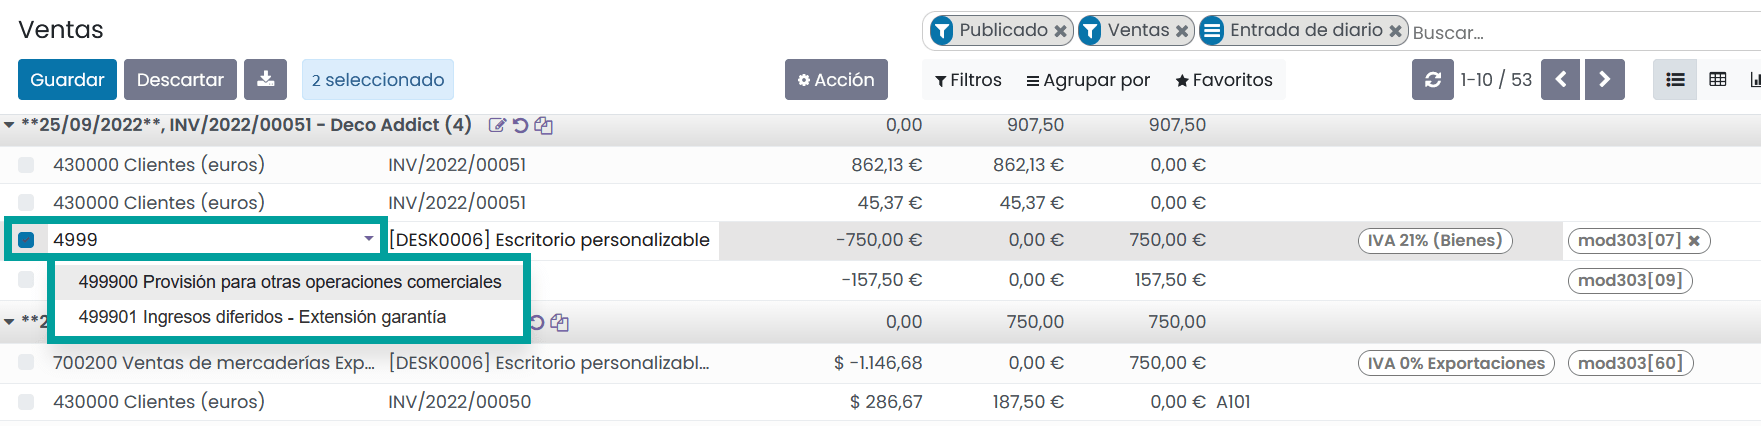 Ventas
Publicado Ventas Entrada de diario Buscar...
Guardar Descartar 2 seleccionado Acción Filtros Agrupar por Favoritos 1-10 / 53
**25/09/2022**, INV/2022/00051 - Deco Addict (4) 0,00 907,50 907,50
430000 Clientes (euros) INV/2022/00051 862,13 € 862,13 € 0,00 €
430000 Clientes (euros) INV/2022/00051 45,37 € 45,37 € 0,00 €
4999 [DESK0006] Escritorio personalizable -750,00 € 0,00 € 750,00 € IVA 21% (Bienes) mod303[07]
499900 Provisión para otras operaciones comerciales -157,50 € 0,00 € 157,50 € mod303[09]
499901 Ingresos diferidos - Extensión garantía
**2 0,00 750,00 750,00
700200 Ventas de mercaderías Exp... [DESK0006] Escritorio personalizabl... $ -1.146,68 0,00 € 750,00 € IVA 0% Exportaciones mod303[60]
430000 Clientes (euros) INV/2022/00050 $ 286,67 187,50 € 0,00 € A101